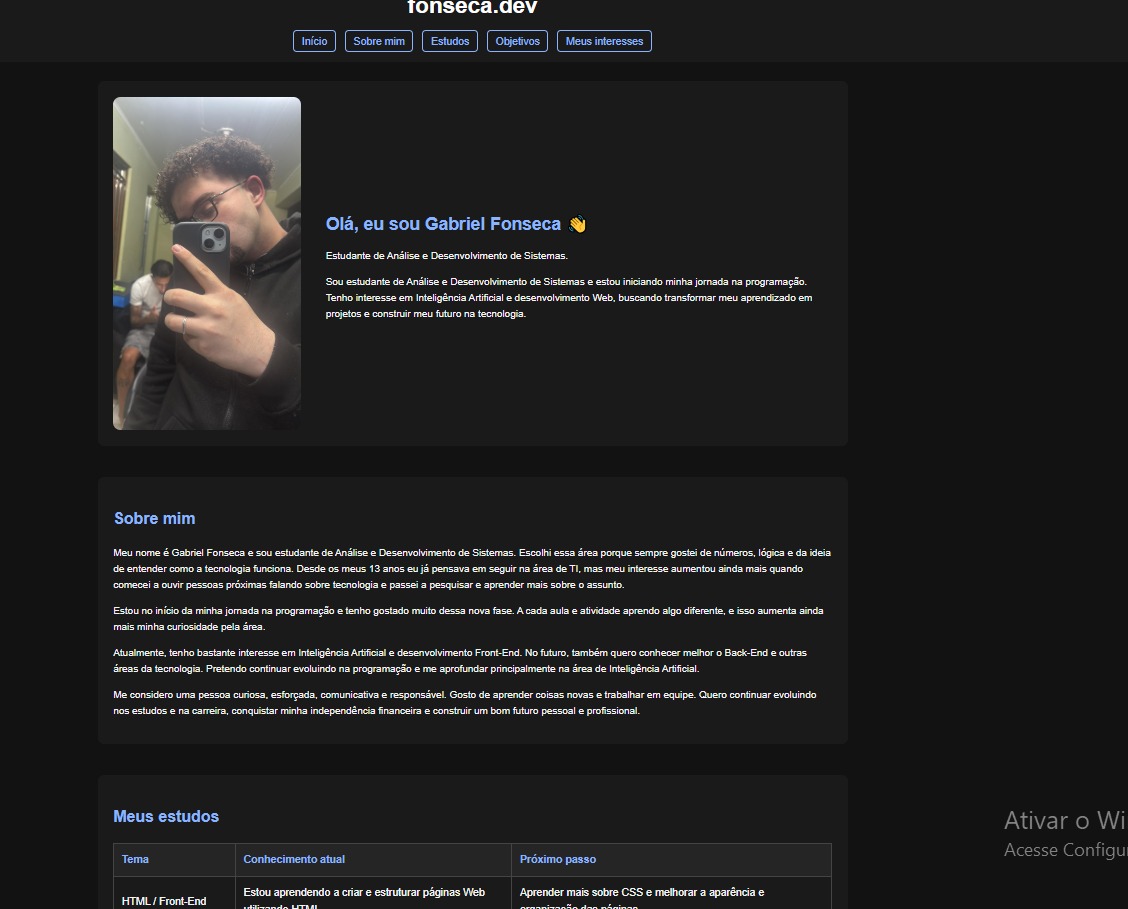 fonseca.dev
Início Sobre mim Estudos Objetivos Meus interesses
Olá, eu sou Gabriel Fonseca 👋
Estudante de Análise e Desenvolvimento de Sistemas.
Sou estudante de Análise e Desenvolvimento de Sistemas e estou iniciando minha jornada na programação.
Tenho interesse em Inteligência Artificial e desenvolvimento Web, buscando transformar meu aprendizado em
projetos e construir meu futuro na tecnologia.
Sobre mim
Meu nome é Gabriel Fonseca e sou estudante de Análise e Desenvolvimento de Sistemas. Escolhi essa área porque sempre gostei de números, lógica e da ideia
de entender como a tecnologia funciona. Desde os meus 13 anos eu já pensava em seguir na área de TI, mas meu interesse aumentou ainda mais quando
comecei a ouvir pessoas próximas falando sobre tecnologia e passei a pesquisar e aprender mais sobre o assunto.
Estou no início da minha jornada na programação e tenho gostado muito dessa nova fase. A cada aula e atividade aprendo algo diferente, e isso aumenta ainda
mais minha curiosidade pela área.
Atualmente, tenho bastante interesse em Inteligência Artificial e desenvolvimento Front-End. No futuro, também quero conhecer melhor o Back-End e outras
áreas da tecnologia. Pretendo continuar evoluindo na programação e me aprofundar principalmente na área de Inteligência Artificial.
Me considero uma pessoa curiosa, esforçada, comunicativa e responsável. Gosto de aprender coisas novas e trabalhar em equipe. Quero continuar evoluindo
nos estudos e na carreira, conquistar minha independência financeira e construir um bom futuro pessoal e profissional.
Meus estudos
Tema Conhecimento atual Próximo passo
HTML / Front-End
Estou aprendendo a criar e estruturar páginas Web
utilizando HTML.
Aprender mais sobre CSS e melhorar a aparência e
organização das páginas.
Ativar o Wi
Acesse Configu